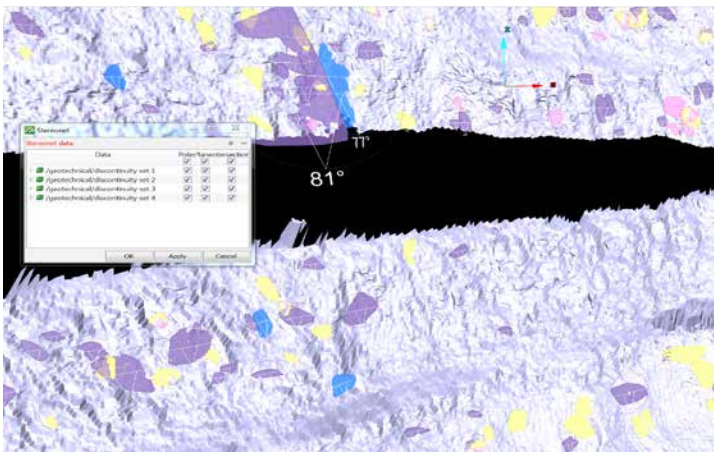 Stereonet
Stereonet data
Data Poles Planes Intersections
/geotechnical/discontinuity set 1
/geotechnical/discontinuity set 2
/geotechnical/discontinuity set 3
/geotechnical/discontinuity set 4
OK Apply Cancel
77°
81°